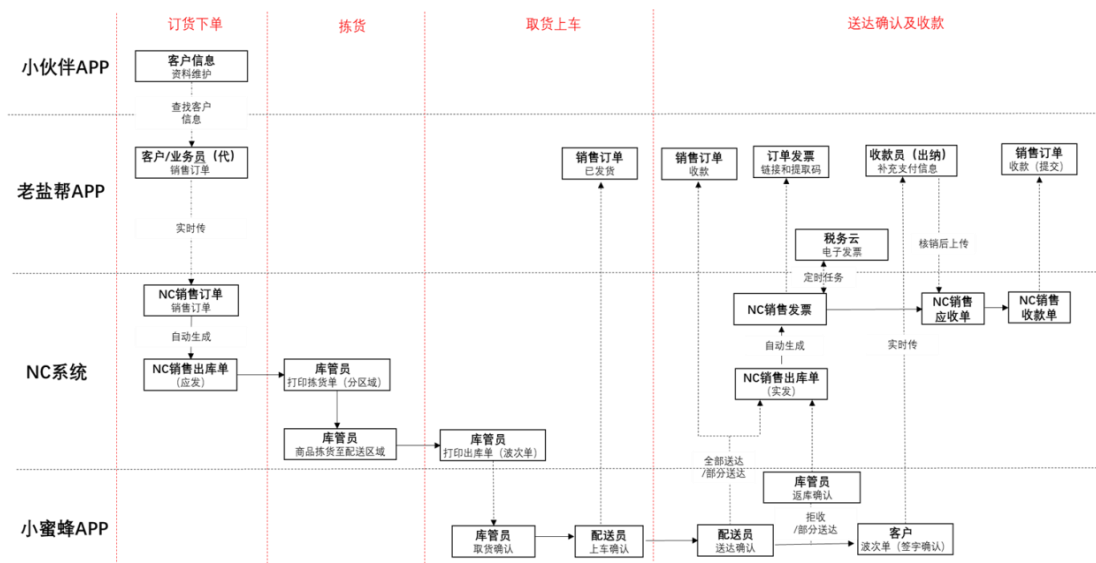 订货下单
拣货
取货上车
送达确认及收款
小伙伴APP
客户信息
资料维护
查找客户
信息
老盐帮APP
客户/业务员（代）
销售订单
销售订单
已发货
销售订单
收款
订单发票
链接和提取码
收款员（出纳）
补充支付信息
销售订单
收款（提交）
实时传
税务云
电子发票
核销后上传
定时任务
NC系统
NC销售订单
销售订单
NC销售发票
NC销售
应收单
NC销售
收款单
自动生成
自动生成
实时传
NC销售出库单
（应发）
库管员
打印拣货单（分区域）
NC销售出库单
（实发）
库管员
商品拣货至配送区域
库管员
打印出库单（波次单）
全部送达
/部分送达
小蜜蜂APP
库管员
返库确认
拒收
/部分送达
库管员
取货确认
配送员
上车确认
配送员
送达确认
客户
波次单（签字确认）